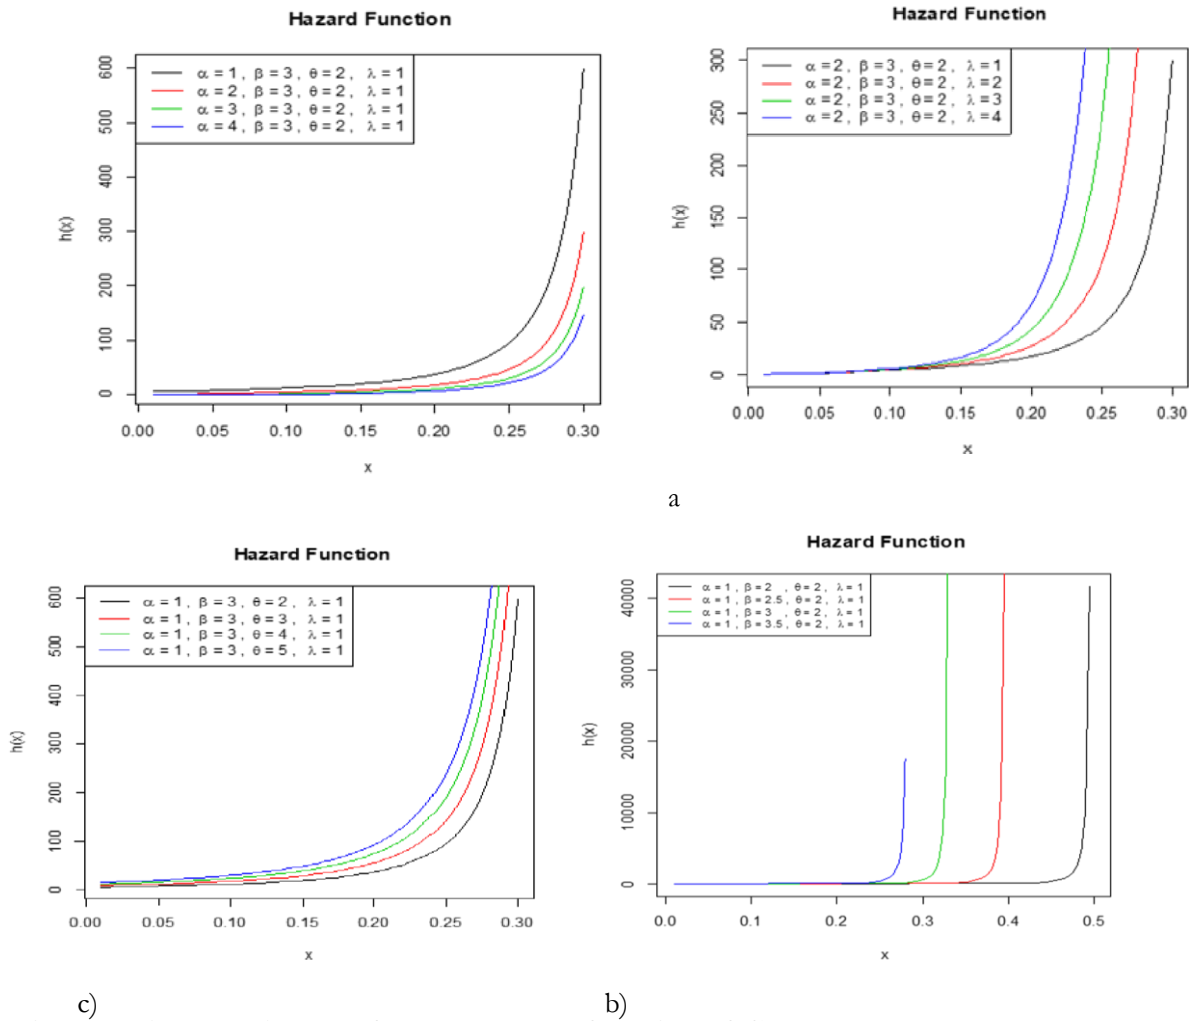 Hazard Function
α = 1 , β = 3 , θ = 2 , λ = 1
α = 2 , β = 3 , θ = 2 , λ = 1
α = 3 , β = 3 , θ = 2 , λ = 1
α = 4 , β = 3 , θ = 2 , λ = 1
600
500
400
300
200
100
0
h(x)
0.00 0.05 0.10 0.15 0.20 0.25 0.30
x
Hazard Function
α = 2 , β = 3 , θ = 2 , λ = 1
α = 2 , β = 3 , θ = 2 , λ = 2
α = 2 , β = 3 , θ = 2 , λ = 3
α = 2 , β = 3 , θ = 2 , λ = 4
300
250
200
150
100
50
0
h(x)
0.00 0.05 0.10 0.15 0.20 0.25 0.30
x
a
Hazard Function
α = 1 , β = 3 , θ = 2 , λ = 1
α = 1 , β = 3 , θ = 3 , λ = 1
α = 1 , β = 3 , θ = 4 , λ = 1
α = 1 , β = 3 , θ = 5 , λ = 1
600
500
400
300
200
100
0
h(x)
0.00 0.05 0.10 0.15 0.20 0.25 0.30
x
Hazard Function
α = 1 , β = 2 , θ = 2 , λ = 1
α = 1 , β = 2.5 , θ = 2 , λ = 1
α = 1 , β = 3 , θ = 2 , λ = 1
α = 1 , β = 3.5 , θ = 2 , λ = 1
40000
30000
20000
10000
0
h(x)
0.0 0.1 0.2 0.3 0.4 0.5
x
c) b)